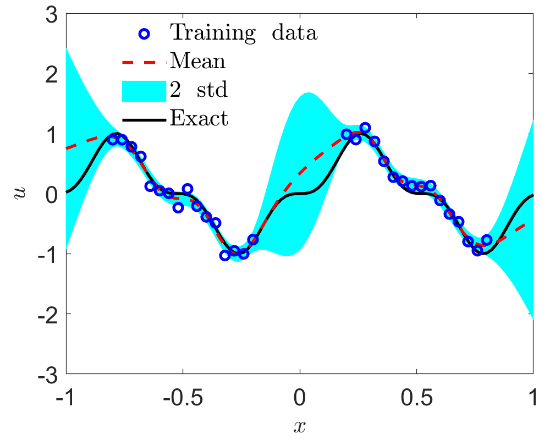 3
Training data
Mean
2 std
Exact
2
1
0
-1
-2
-3
u
-1
-0.5
0
0.5
1
x